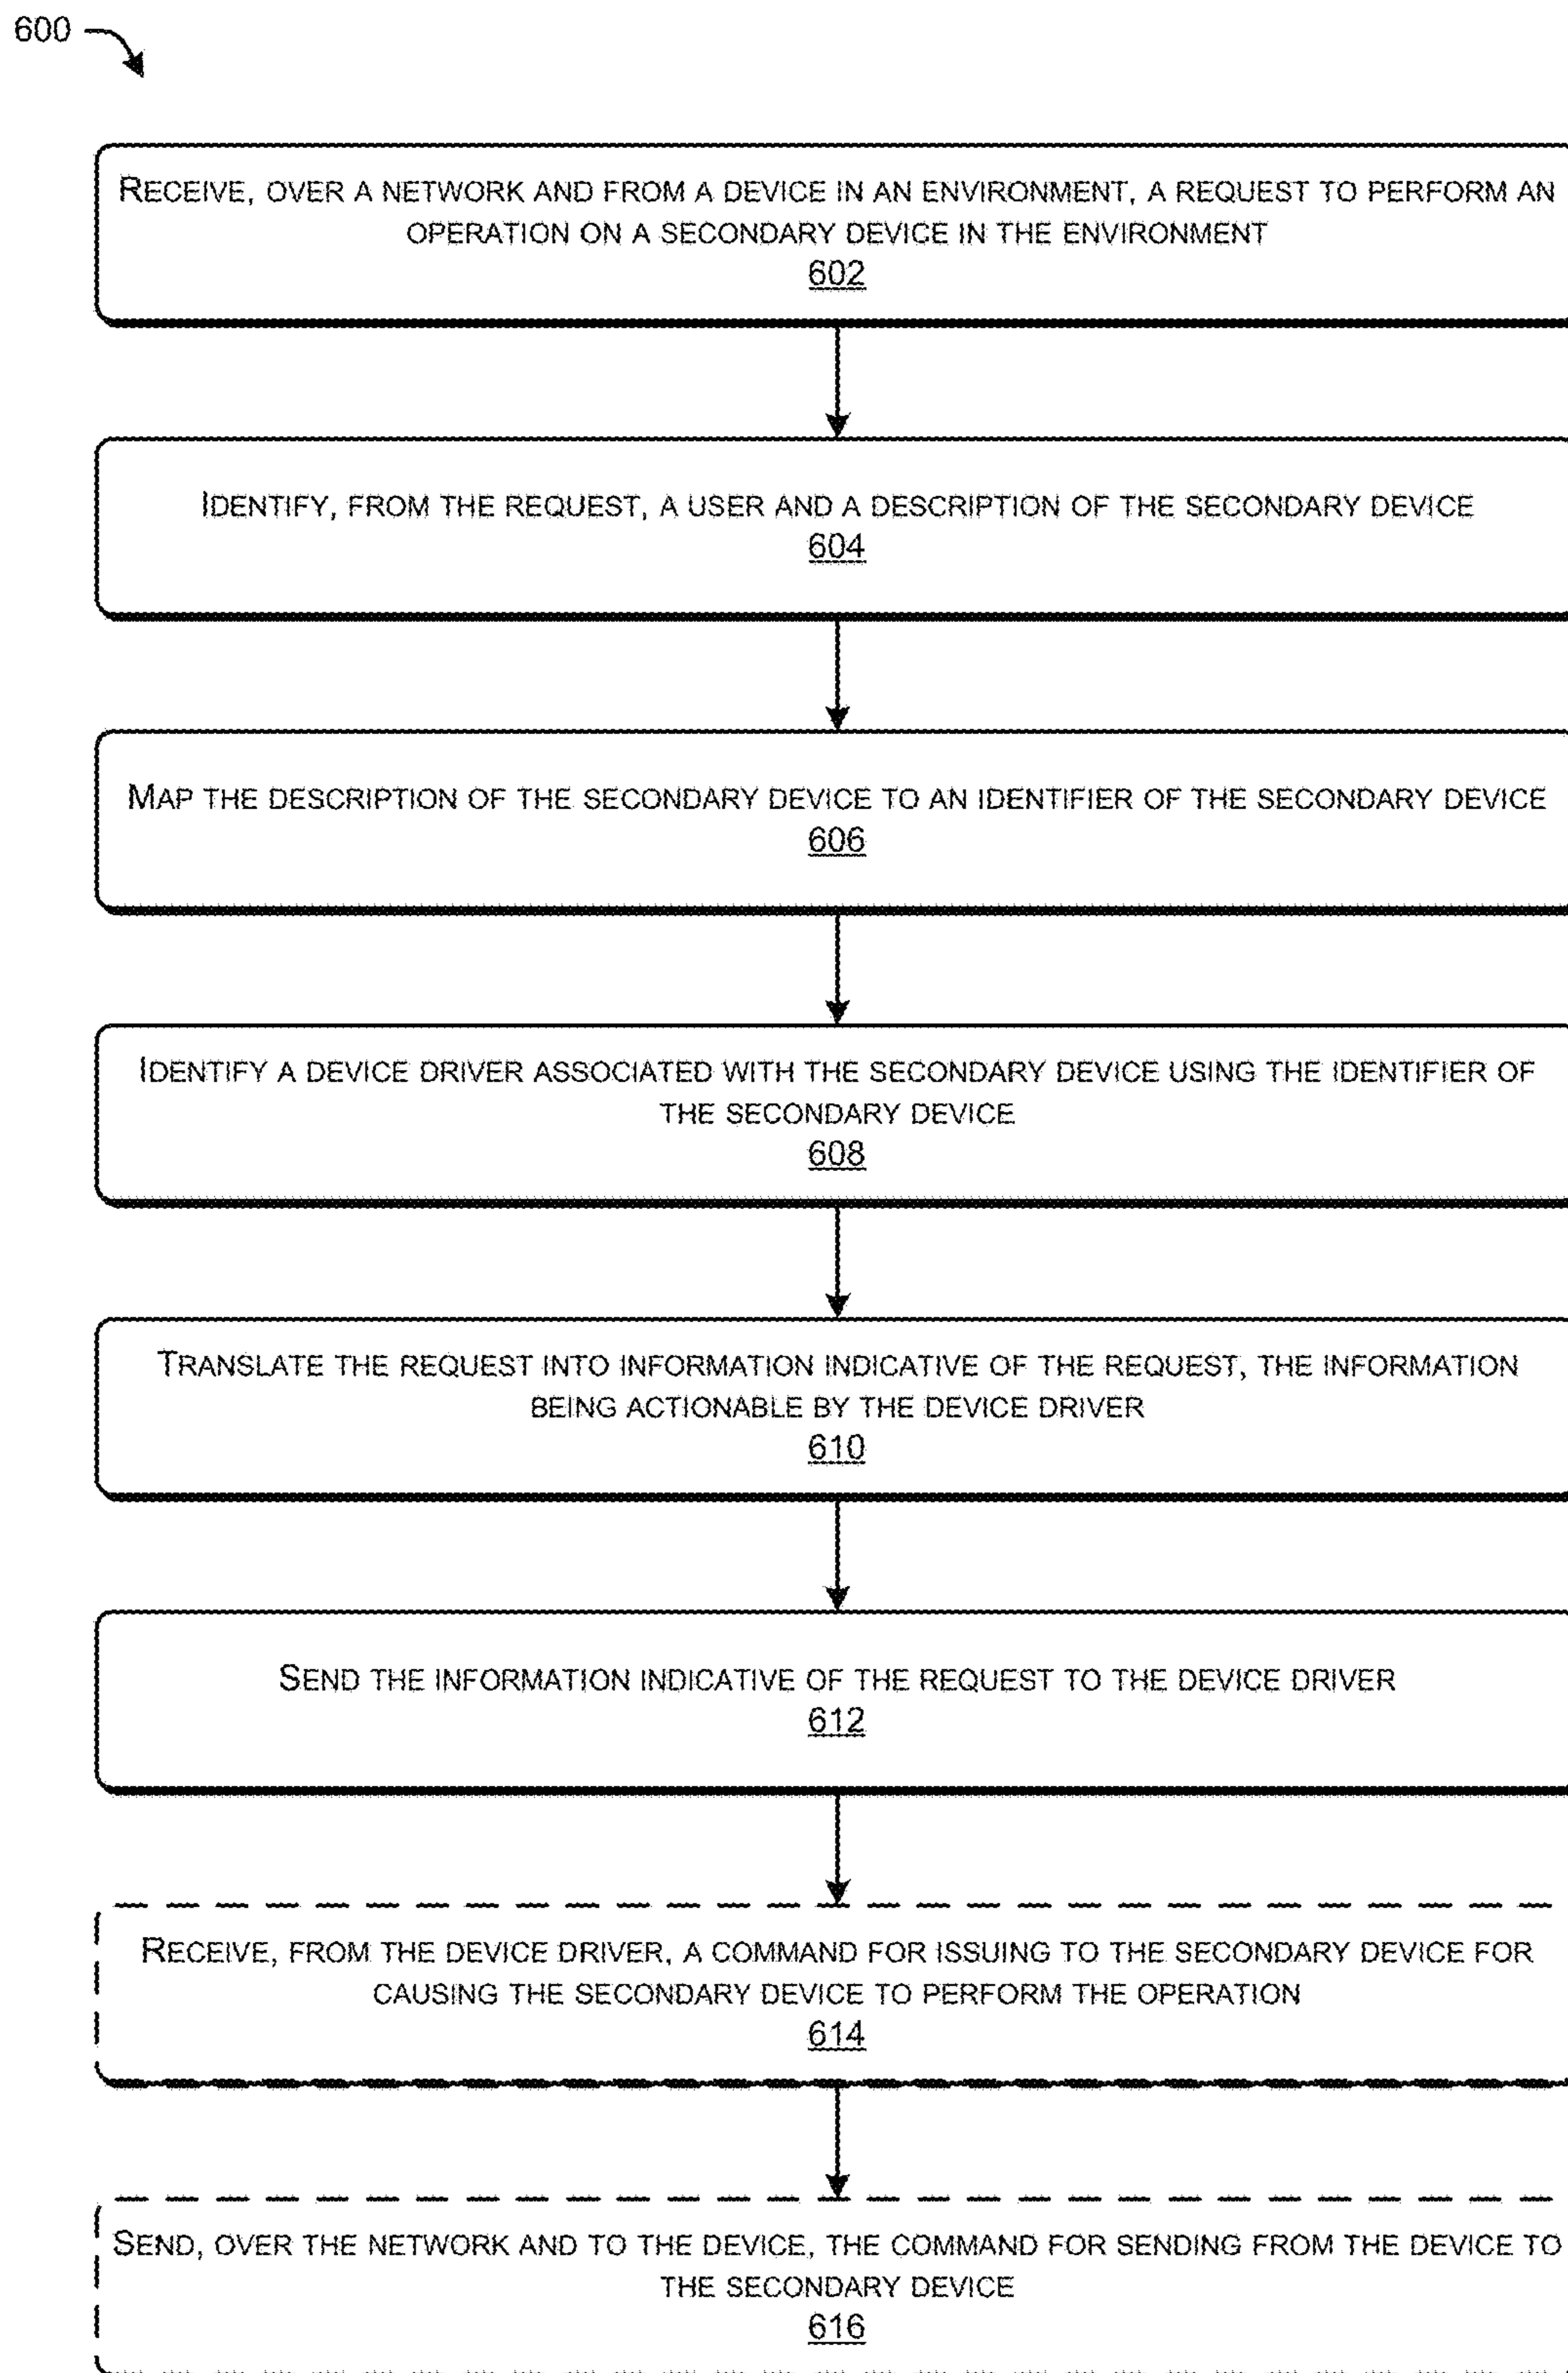 600
RECEIVE, OVER A NETWORK AND FROM A DEVICE IN AN ENVIRONMENT, A REQUEST TO PERFORM AN
OPERATION ON A SECONDARY DEVICE IN THE ENVIRONMENT
602
IDENTIFY, FROM THE REQUEST, A USER AND A DESCRIPTION OF THE SECONDARY DEVICE
604
MAP THE DESCRIPTION OF THE SECONDARY DEVICE TO AN IDENTIFIER OF THE SECONDARY DEVICE
606
IDENTIFY A DEVICE DRIVER ASSOCIATED WITH THE SECONDARY DEVICE USING THE IDENTIFIER OF
THE SECONDARY DEVICE
608
TRANSLATE THE REQUEST INTO INFORMATION INDICATIVE OF THE REQUEST, THE INFORMATION
BEING ACTIONABLE BY THE DEVICE DRIVER
610
SEND THE INFORMATION INDICATIVE OF THE REQUEST TO THE DEVICE DRIVER
612
RECEIVE, FROM THE DEVICE DRIVER, A COMMAND FOR ISSUING TO THE SECONDARY DEVICE FOR
CAUSING THE SECONDARY DEVICE TO PERFORM THE OPERATION
614
SEND, OVER THE NETWORK AND TO THE DEVICE, THE COMMAND FOR SENDING FROM THE DEVICE TO
THE SECONDARY DEVICE
616